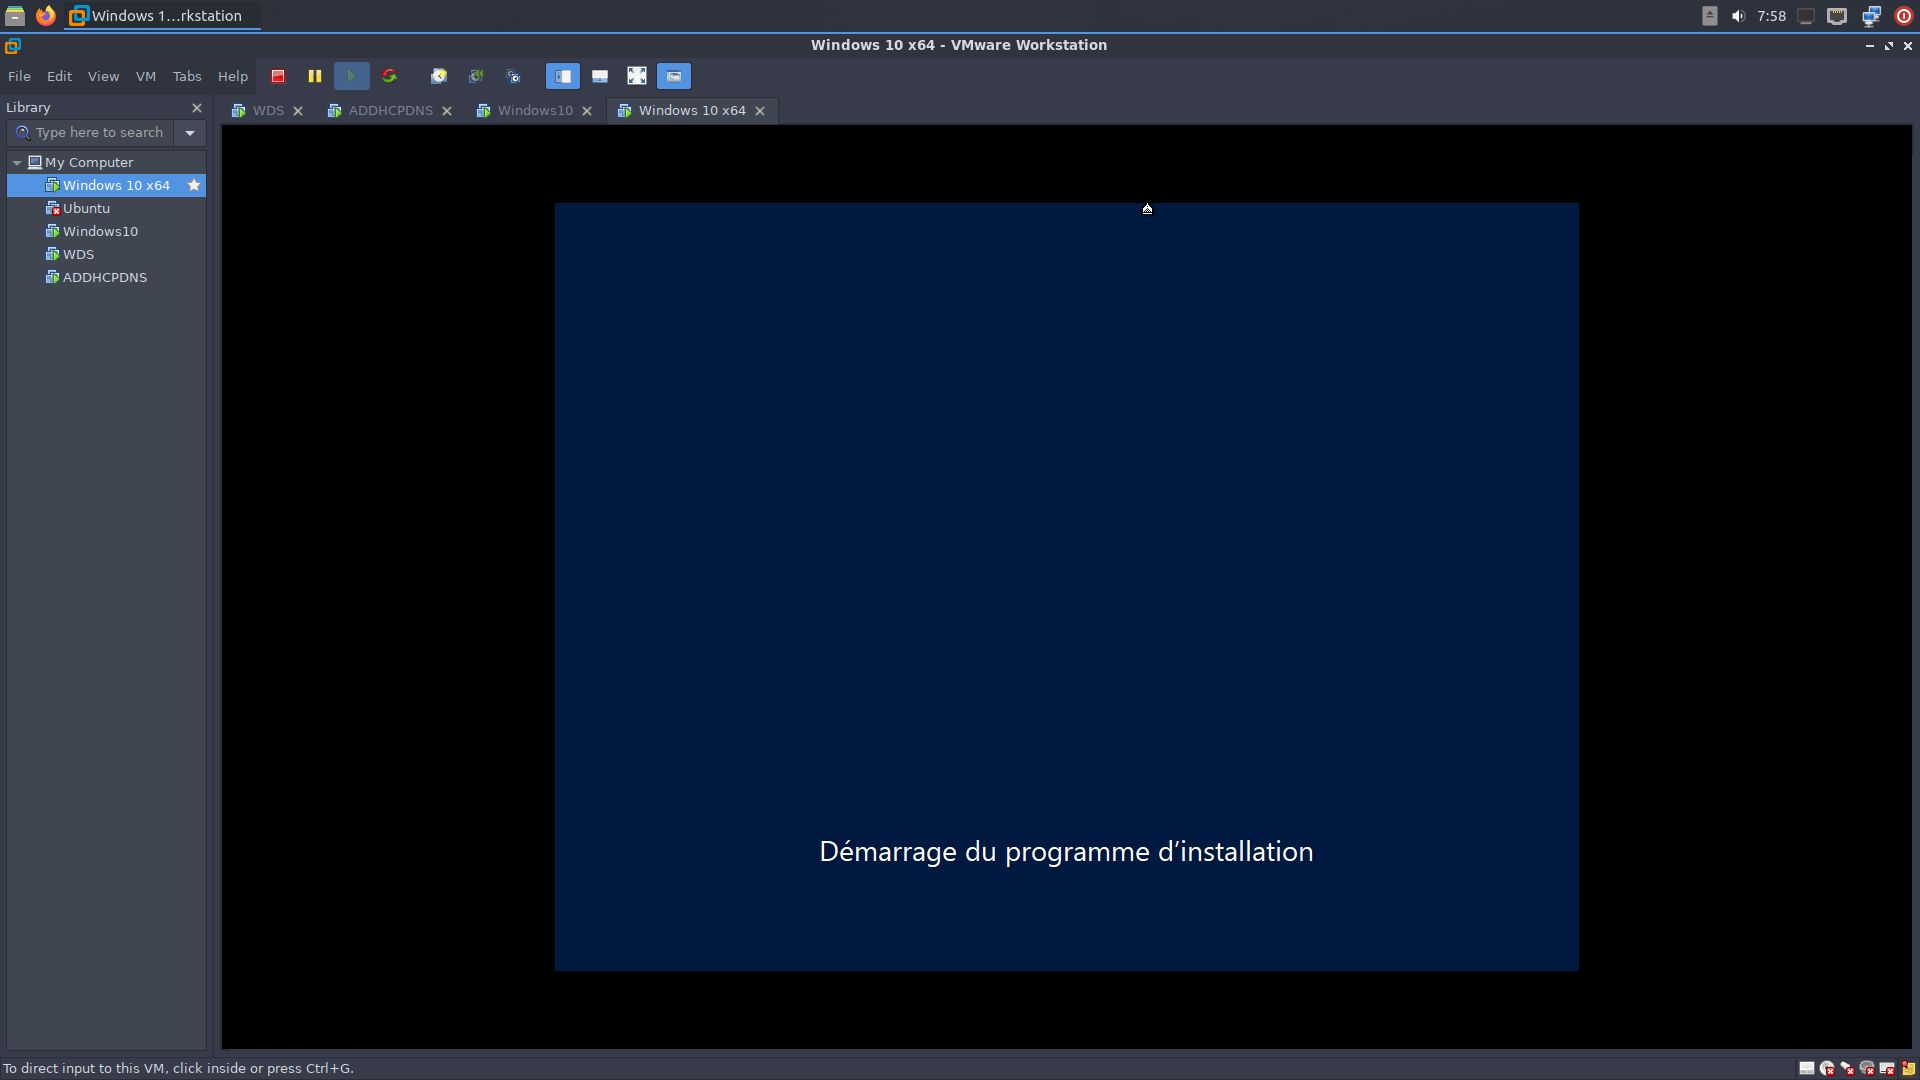 Windows 1...rkstation
7:58
Windows 10 x64 - VMware Workstation
File Edit View VM Tabs Help
Library
WDS ADDHCPDNS Windows10 Windows 10 x64
Type here to search
My Computer
Windows 10 x64
Ubuntu
Windows10
WDS
ADDHCPDNS
Démarrage du programme d’installation
To direct input to this VM, click inside or press Ctrl+G.